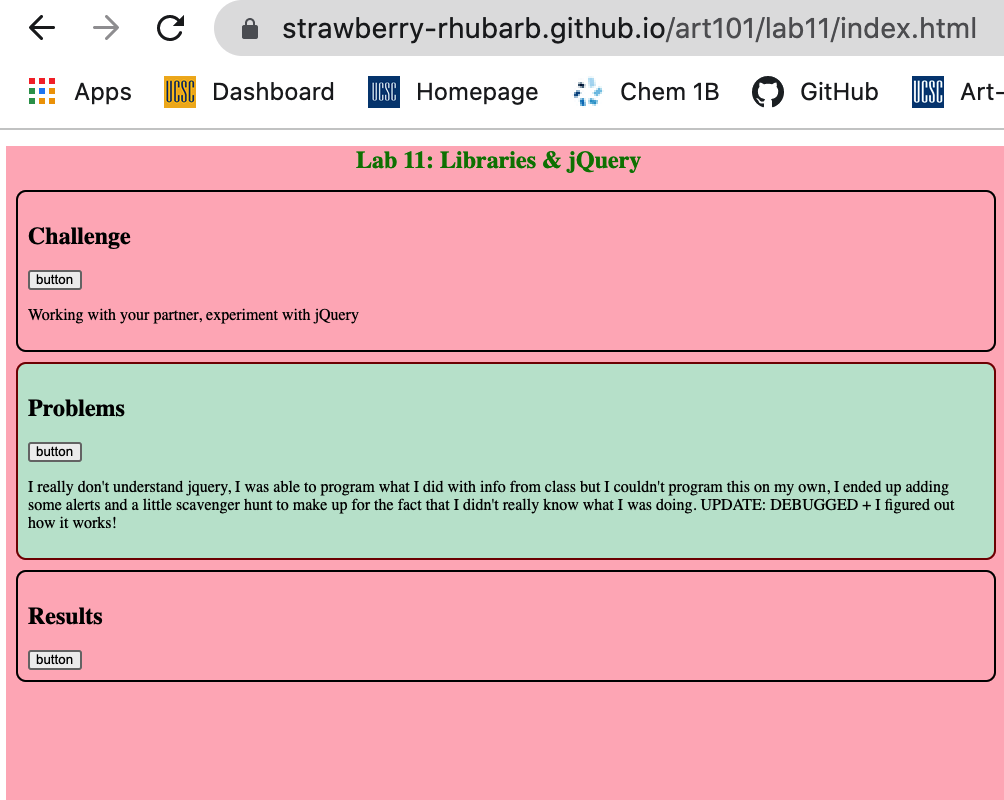 strawberry-rhubarb.github.io/art101/lab11/index.html
Apps UCSC Dashboard UCSC Homepage Chem 1B GitHub UCSC Art-
Lab 11: Libraries & jQuery
Challenge
button
Working with your partner, experiment with jQuery
Problems
button
I really don't understand jquery, I was able to program what I did with info from class but I couldn't program this on my own, I ended up adding
some alerts and a little scavenger hunt to make up for the fact that I didn't really know what I was doing. UPDATE: DEBUGGED + I figured out
how it works!
Results
button